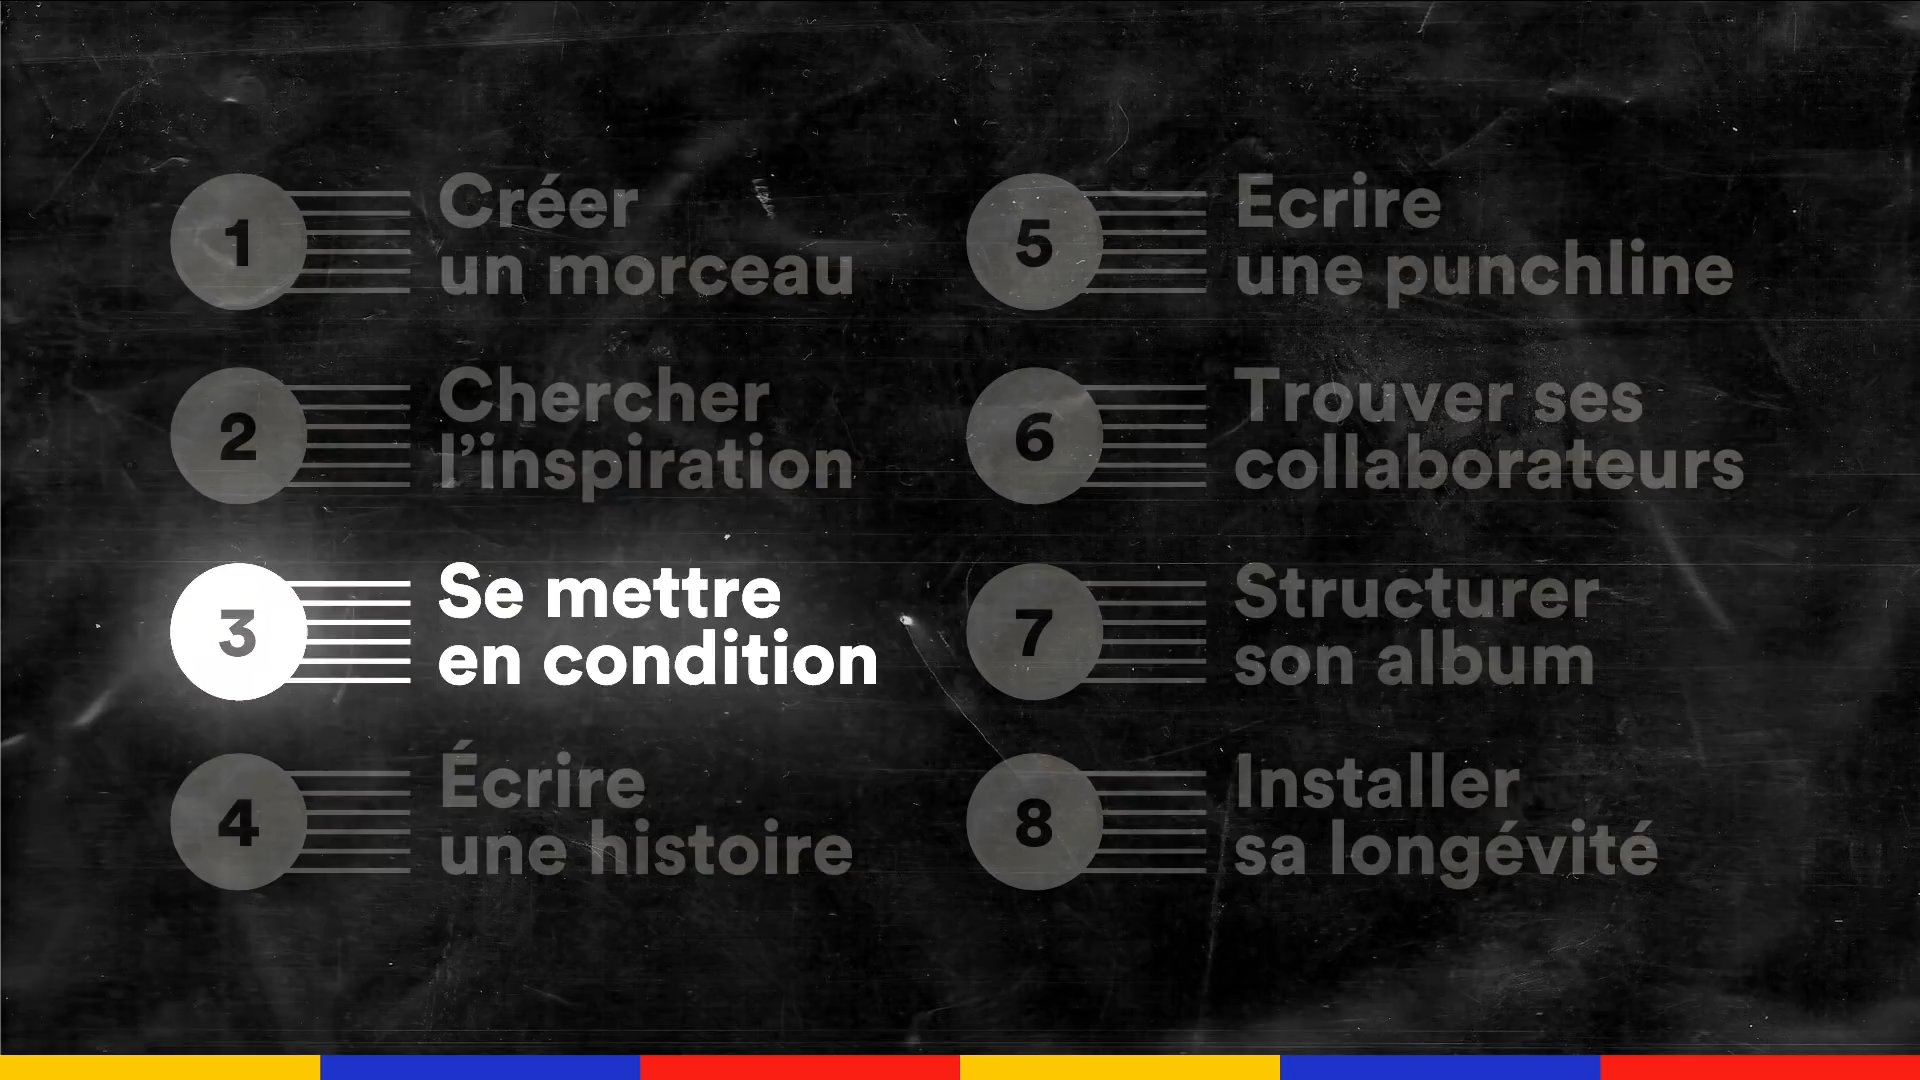 1
Créer
un morceau
2
Chercher
l’inspiration
3
Se mettre
en condition
4
Écrire
une histoire
5
Ecrire
une punchline
6
Trouver ses
collaborateurs
7
Structurer
son album
8
Installer
sa longévité